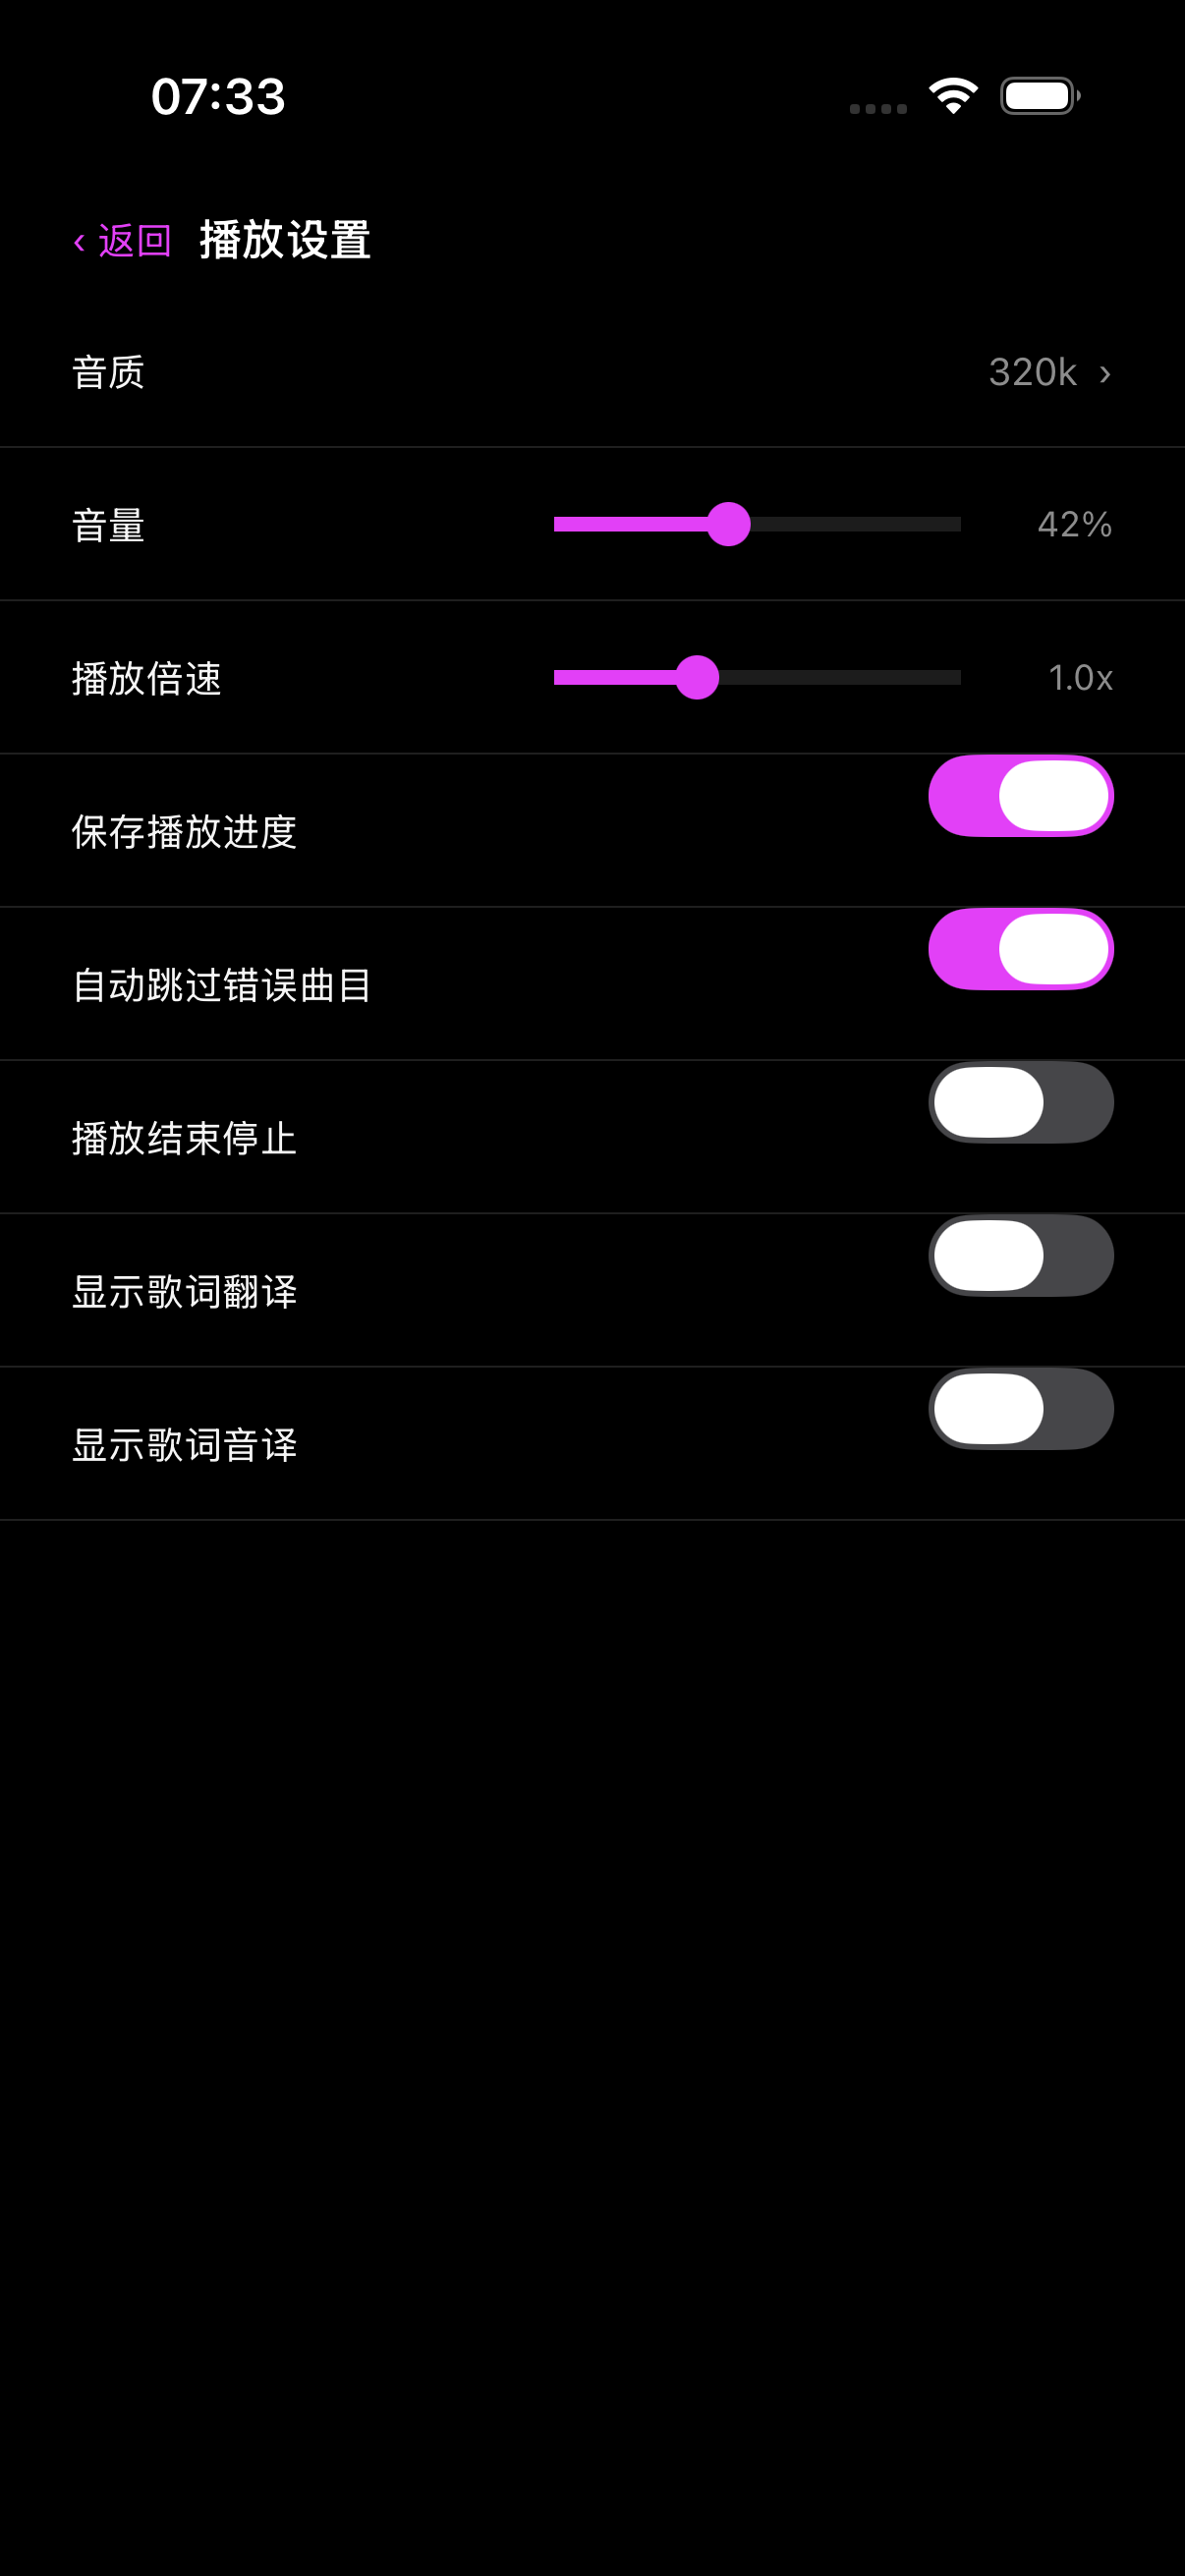 07:33
‹ 返回 播放设置
音质 320k ›
音量 42%
播放倍速 1.0x
保存播放进度
自动跳过错误曲目
播放结束停止
显示歌词翻译
显示歌词音译